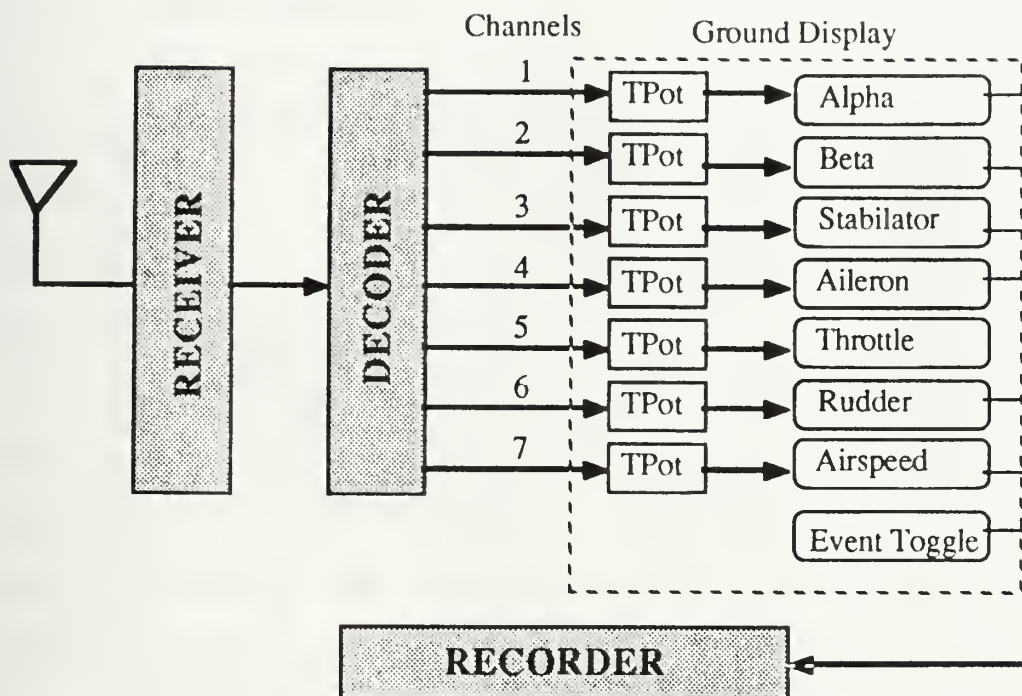 Channels
Ground Display
RECEIVER
DECODER
1
TPot
Alpha
2
TPot
Beta
3
TPot
Stabilator
4
TPot
Aileron
5
TPot
Throttle
6
TPot
Rudder
7
TPot
Airspeed
Event Toggle
RECORDER